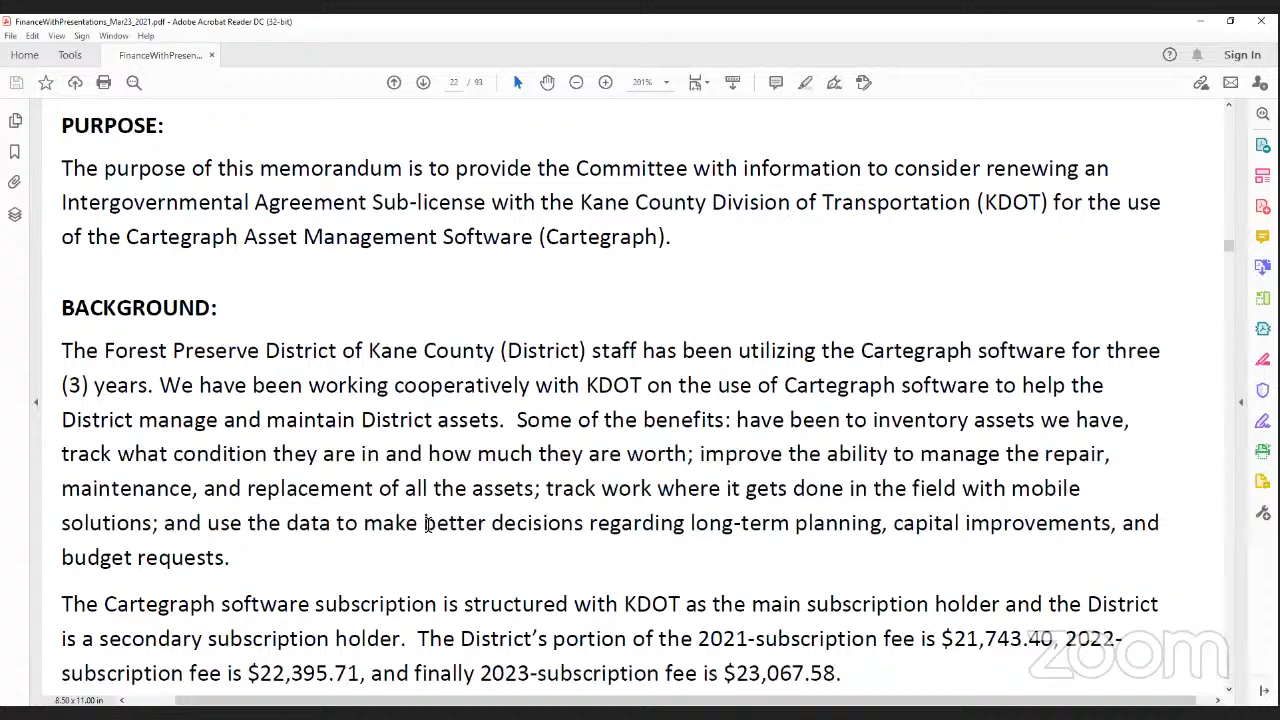 FinanceWithPresentations_Mar23_2021.pdf - Adobe Acrobat Reader DC (32-bit)
File Edit View Sign Window Help
Home Tools FinanceWithPresen... × Sign In
22 / 93 201%
PURPOSE:
The purpose of this memorandum is to provide the Committee with information to consider renewing an
Intergovernmental Agreement Sub-license with the Kane County Division of Transportation (KDOT) for the use
of the Cartegraph Asset Management Software (Cartegraph).
BACKGROUND:
The Forest Preserve District of Kane County (District) staff has been utilizing the Cartegraph software for three
(3) years. We have been working cooperatively with KDOT on the use of Cartegraph software to help the
District manage and maintain District assets.  Some of the benefits: have been to inventory assets we have,
track what condition they are in and how much they are worth; improve the ability to manage the repair,
maintenance, and replacement of all the assets; track work where it gets done in the field with mobile
solutions; and use the data to make better decisions regarding long-term planning, capital improvements, and
budget requests.
The Cartegraph software subscription is structured with KDOT as the main subscription holder and the District
is a secondary subscription holder.  The District's portion of the 2021-subscription fee is $21,743.40, 2022-
subscription fee is $22,395.71, and finally 2023-subscription fee is $23,067.58.
zoom
8.50 x 11.00 in